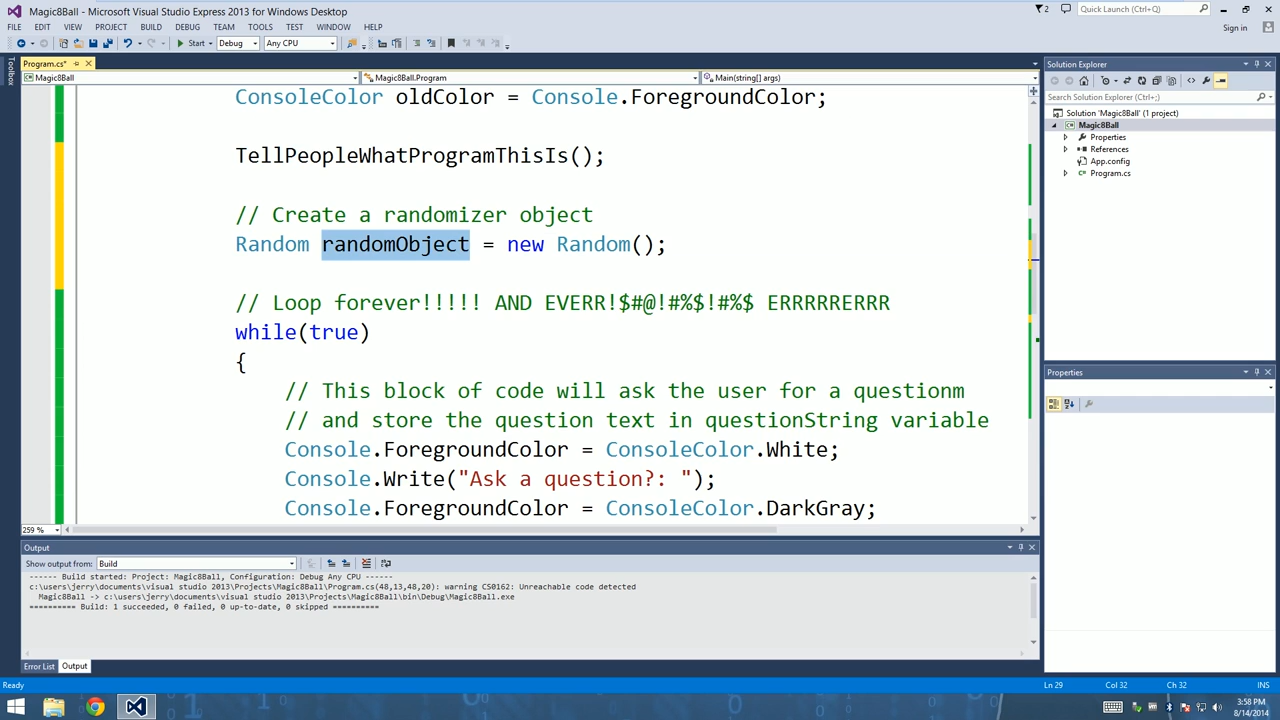 Magic8Ball - Microsoft Visual Studio Express 2013 for Windows Desktop
2
Quick Launch (Ctrl+Q)
FILE EDIT VIEW PROJECT BUILD DEBUG TEAM TOOLS TEST WINDOW HELP
Sign in
Start Debug Any CPU
Toolbox
Program.cs*
Magic8Ball
Magic8Ball.Program
Main(string[] args)
ConsoleColor oldColor = Console.ForegroundColor;
TellPeopleWhatProgramThisIs();
// Create a randomizer object
Random randomObject = new Random();
// Loop forever!!!!! AND EVERR!$#@!#%$!#%$ ERRRRRERRR
while(true)
{
// This block of code will ask the user for a questionm
// and store the question text in questionString variable
Console.ForegroundColor = ConsoleColor.White;
Console.Write("Ask a question?: ");
Console.ForegroundColor = ConsoleColor.DarkGray;
259 %
Solution Explorer
Search Solution Explorer (Ctrl+;)
Solution 'Magic8Ball' (1 project)
Magic8Ball
Properties
References
App.config
Program.cs
Properties
Output
Show output from: Build
------ Build started: Project: Magic8Ball, Configuration: Debug Any CPU ------
c:\users\jerry\documents\visual studio 2013\Projects\Magic8Ball\Program.cs(48,13,48,20): warning CS0162: Unreachable code detected
Magic8Ball -> c:\users\jerry\documents\visual studio 2013\Projects\Magic8Ball\bin\Debug\Magic8Ball.exe
========== Build: 1 succeeded, 0 failed, 0 up-to-date, 0 skipped ==========
Error List Output
Ready
Ln 29 Col 32 Ch 32 INS
3:58 PM
8/14/2014